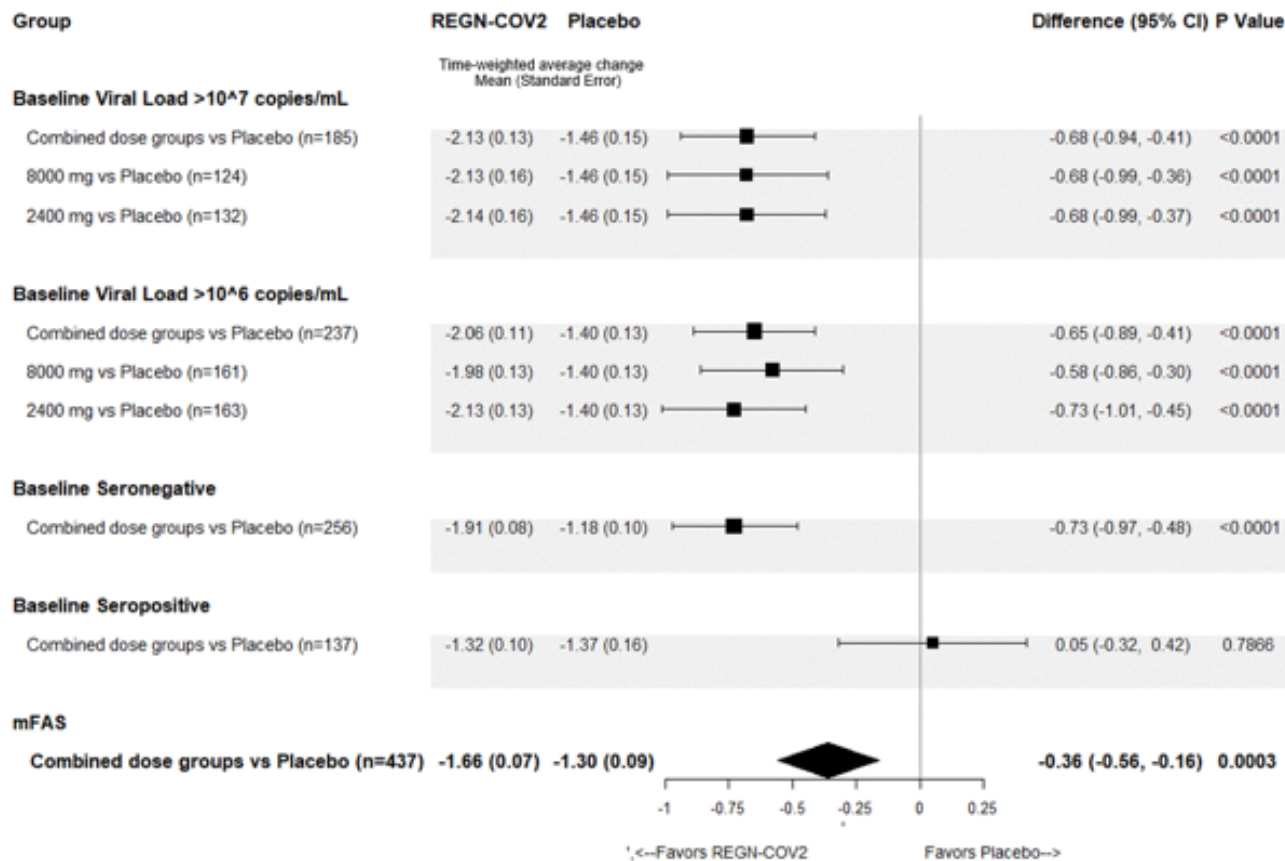 Group REGN-COV2 Placebo Difference (95% CI) P Value
Time-weighted average change
Mean (Standard Error)
Baseline Viral Load >10^7 copies/mL
Combined dose groups vs Placebo (n=185) -2.13 (0.13) -1.46 (0.15) -0.68 (-0.94, -0.41) <0.0001
8000 mg vs Placebo (n=124) -2.13 (0.16) -1.46 (0.15) -0.68 (-0.99, -0.36) <0.0001
2400 mg vs Placebo (n=132) -2.14 (0.16) -1.46 (0.15) -0.68 (-0.99, -0.37) <0.0001
Baseline Viral Load >10^6 copies/mL
Combined dose groups vs Placebo (n=237) -2.06 (0.11) -1.40 (0.13) -0.65 (-0.89, -0.41) <0.0001
8000 mg vs Placebo (n=161) -1.98 (0.13) -1.40 (0.13) -0.58 (-0.86, -0.30) <0.0001
2400 mg vs Placebo (n=163) -2.13 (0.13) -1.40 (0.13) -0.73 (-1.01, -0.45) <0.0001
Baseline Seronegative
Combined dose groups vs Placebo (n=256) -1.91 (0.08) -1.18 (0.10) -0.73 (-0.97, -0.48) <0.0001
Baseline Seropositive
Combined dose groups vs Placebo (n=137) -1.32 (0.10) -1.37 (0.16) 0.05 (-0.32, 0.42) 0.7866
mFAS
Combined dose groups vs Placebo (n=437) -1.66 (0.07) -1.30 (0.09) -0.36 (-0.56, -0.16) 0.0003
-1 -0.75 -0.5 -0.25 0 0.25
',<--Favors REGN-COV2 Favors Placebo-->